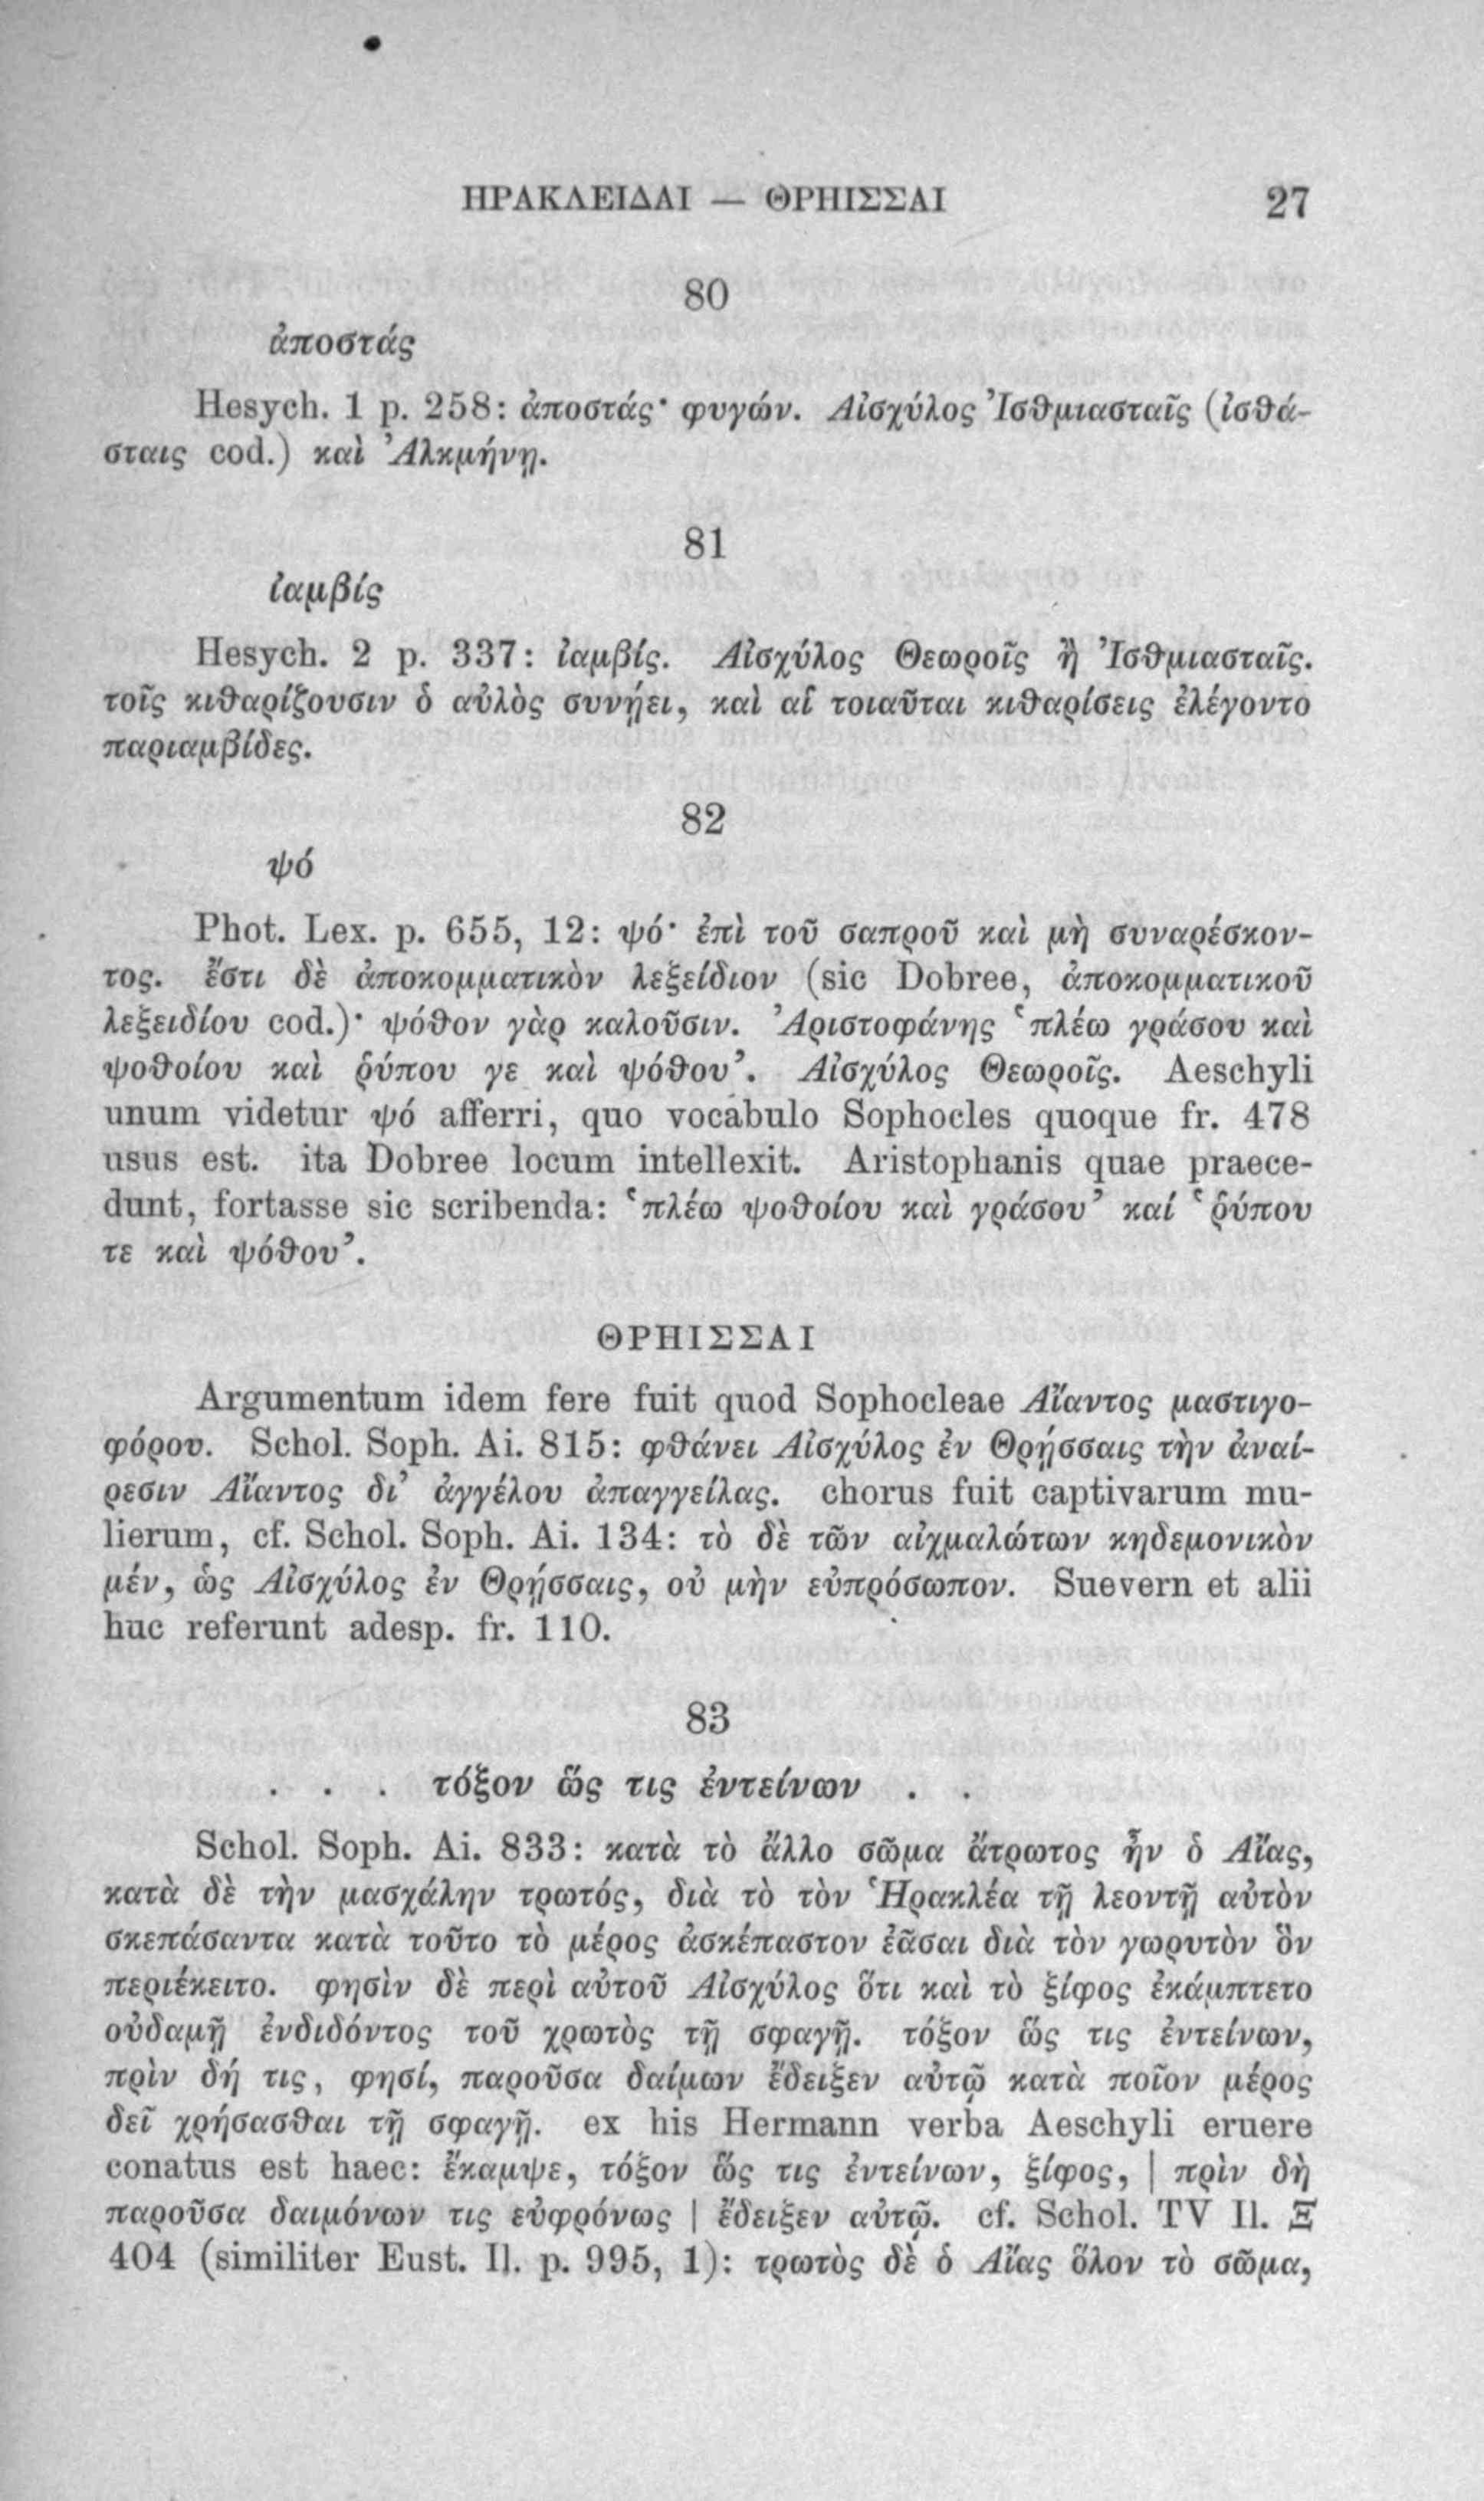 ΗΡΑΚΛΕΙΔΑΙ — ΘΡΗΙΣΣΑΙ 27
80
ἀποστάς
Hesych. 1 p. 258: ἀποστάς· φυγών. Αἰσχύλος Ἰσθμιασταῖς (ἰσθά-
σταις cod.) καὶ Ἀλκμήνῃ.
81
ἰαμβίς
Hesych. 2 p. 337: ἰαμβίς. Αἰσχύλος Θεωροῖς ἢ Ἰσθμιασταῖς.
τοῖς κιθαρίζουσιν ὁ αὐλὸς συνῄει, καὶ αἱ τοιαῦται κιθαρίσεις ἐλέγοντο
παριαμβίδες.
82
ψό
Phot. Lex. p. 655, 12: ψό· ἐπὶ τοῦ σαπροῦ καὶ μὴ συναρέσκον-
τος. ἔστι δὲ ἀποκομματικὸν λεξείδιον (sic Dobree, ἀποκομματικοῦ
λεξειδίου cod.)· ψόθον γὰρ καλοῦσιν. Ἀριστοφάνης ‘πλέω γράσου καὶ
ψοθοίου καὶ ῥύπου γε καὶ ψόθου’. Αἰσχύλος Θεωροῖς. Aeschyli
unum videtur ψό afferri, quo vocabulo Sophocles quoque fr. 478
usus est. ita Dobree locum intellexit. Aristophanis quae praece-
dunt, fortasse sic scribenda: ‘πλέω ψοθοίου καὶ γράσου’ καί ‘ῥύπου
τε καὶ ψόθου’.
ΘΡΗΙΣΣΑΙ
Argumentum idem fere fuit quod Sophocleae Αἴαντος μαστιγο-
φόρου. Schol. Soph. Ai. 815: φθάνει Αἰσχύλος ἐν Θρῄσσαις τὴν ἀναί-
ρεσιν Αἴαντος δι’ ἀγγέλου ἀπαγγείλας. chorus fuit captivarum mu-
lierum, cf. Schol. Soph. Ai. 134: τὸ δὲ τῶν αἰχμαλώτων κηδεμονικὸν
μέν, ὡς Αἰσχύλος ἐν Θρῄσσαις, οὐ μὴν εὐπρόσωπον. Suevern et alii
huc referunt adesp. fr. 110.
83
. . . τόξον ὥς τις ἐντείνων . .
Schol. Soph. Ai. 833: κατὰ τὸ ἄλλο σῶμα ἄτρωτος ἦν ὁ Αἴας,
κατὰ δὲ τὴν μασχάλην τρωτός, διὰ τὸ τὸν Ἡρακλέα τῇ λεοντῇ αὐτὸν
σκεπάσαντα κατὰ τοῦτο τὸ μέρος ἀσκέπαστον ἐᾶσαι διὰ τὸν γωρυτὸν ὃν
περιέκειτο. φησὶν δὲ περὶ αὐτοῦ Αἰσχύλος ὅτι καὶ τὸ ξίφος ἐκάμπτετο
οὐδαμῇ ἐνδιδόντος τοῦ χρωτὸς τῇ σφαγῇ. τόξον ὥς τις ἐντείνων,
πρὶν δή τις, φησί, παροῦσα δαίμων ἔδειξεν αὐτῷ κατὰ ποῖον μέρος
δεῖ χρήσασθαι τῇ σφαγῇ. ex his Hermann verba Aeschyli eruere
conatus est haec: ἔκαμψε, τόξον ὥς τις ἐντείνων, ξίφος, | πρὶν δὴ
παροῦσα δαιμόνων τις εὐφρόνως | ἔδειξεν αὐτῷ. cf. Schol. TV Il. Ξ
404 (similiter Eust. Il. p. 995, 1): τρωτὸς δὲ ὁ Αἴας ὅλον τὸ σῶμα,